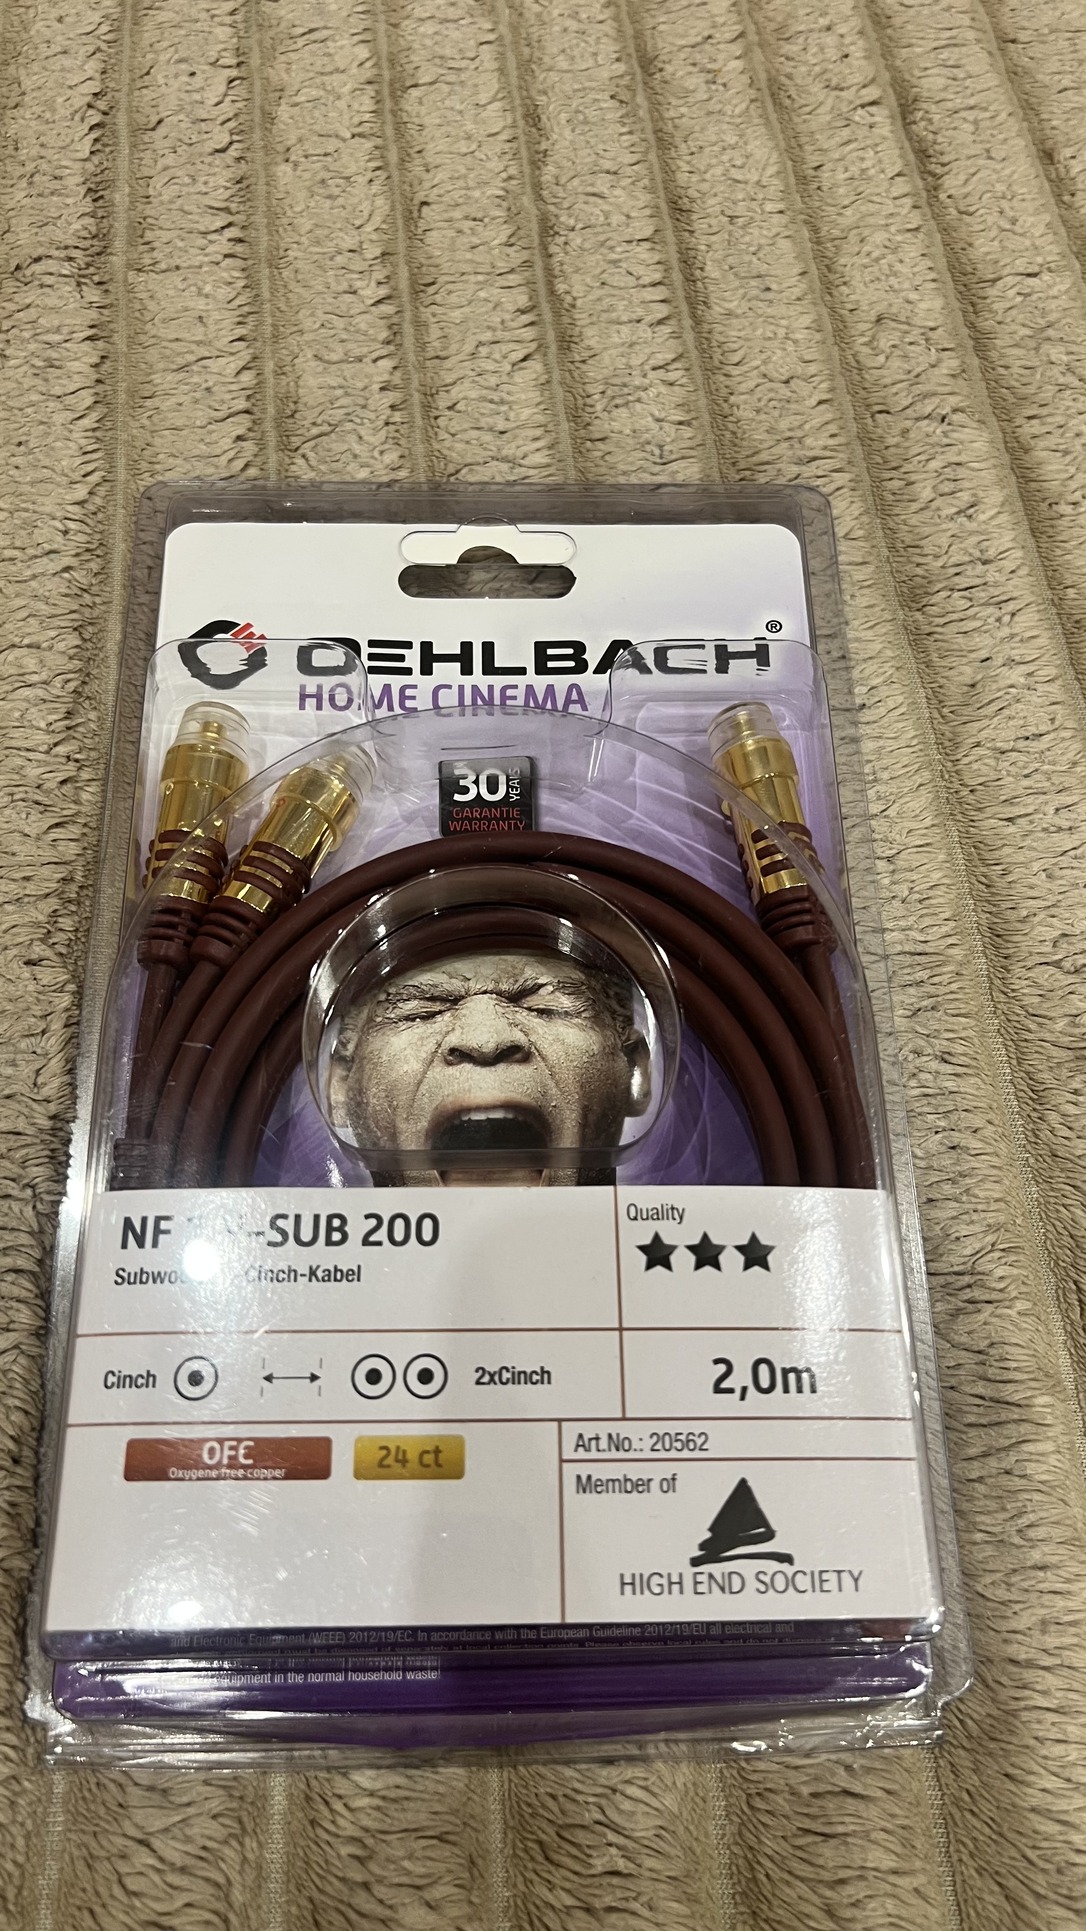 OEHLBACH®
HOME CINEMA
30 YEARS
GARANTIE
WARRANTY
NF SUB 200
Cinch-Kabel
Quality
Cinch
2xCinch
2,0m
OFC
Oxygene free copper
24 ct
Art.No.: 20562
Member of
HIGH END SOCIETY
and Electronic Equipment (WEEE) 2012/19/EC. In accordance with the European Guideline 2012/19/EU all electrical and
equipment in the normal household waste!